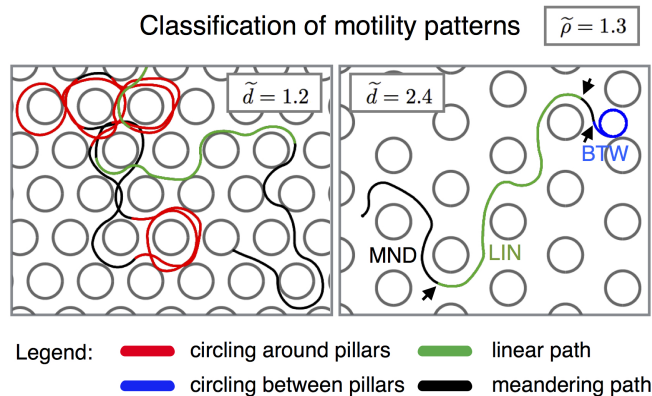 Classification of motility patterns
ρ̃ = 1.3
d̃ = 1.2
d̃ = 2.4
BTW
MND
LIN
Legend:
circling around pillars
linear path
circling between pillars
meandering path